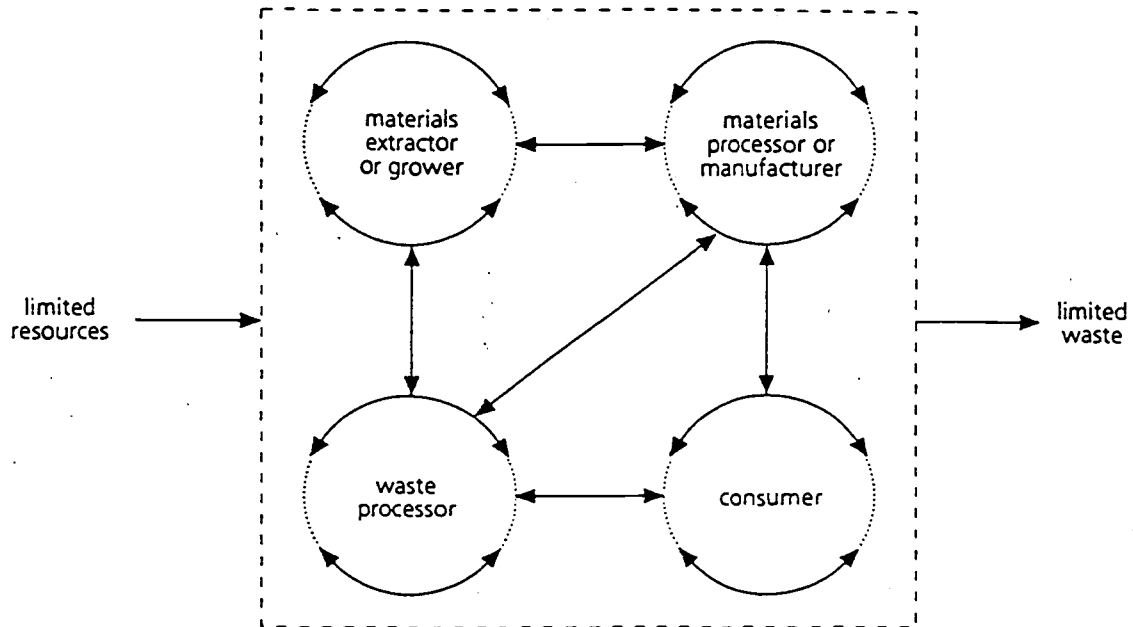 materials
extractor
or grower
materials
processor or
manufacturer
limited
resources
limited
waste
waste
processor
consumer